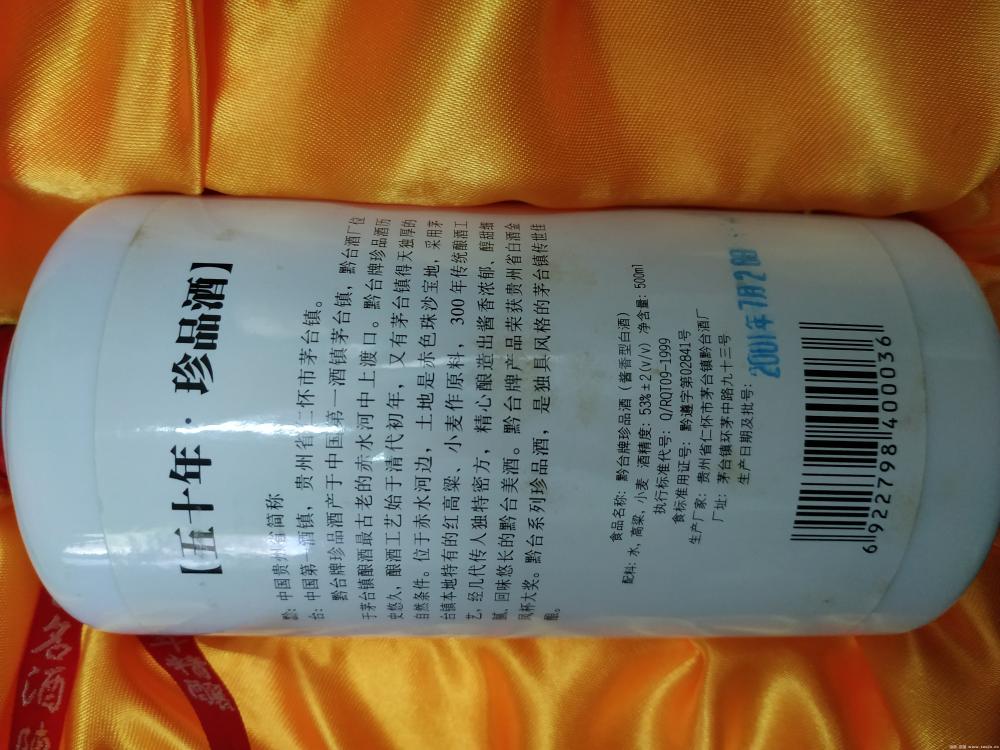 【五十年·珍品酒】
黔: 中国贵州省简称
台: 中国第一酒镇，贵州省仁怀市茅台镇。
黔台牌珍品酒产于中国第一酒镇茅台镇，黔台酒厂位
于茅台镇酿酒最古老的赤水河中上渡口。黔台牌珍品酒历
史悠久，酿酒工艺始于清代初年，又有茅台镇得天独厚的
自然条件。位于赤水河边，土地是赤色珠沙宝地，采用茅
台镇本地特有的红高粱、小麦作原料，300年传统酿酒工
艺，经几代传人独特密方，精心酿造出酱香浓郁、醇甜细
腻、回味悠长的黔台美酒。黔台牌产品荣获贵州省白酒金
凤杯大奖。黔台系列珍品酒，是独具风格的茅台镇传世佳
酿。
食品名称: 黔台牌珍品酒（酱香型白酒）
配料: 水、高粱、小麦 酒精度: 53%±2(v/v) 净含量: 500ml
执行标准代号: Q/RQT09-1999
食标准用证号: 黔遵字第02841号
生产厂家: 贵州省仁怀市茅台镇黔台酒厂
厂址: 茅台镇环茅中路九十三号
生产日期及批号:
2001年7月2
6922798400036
名酒